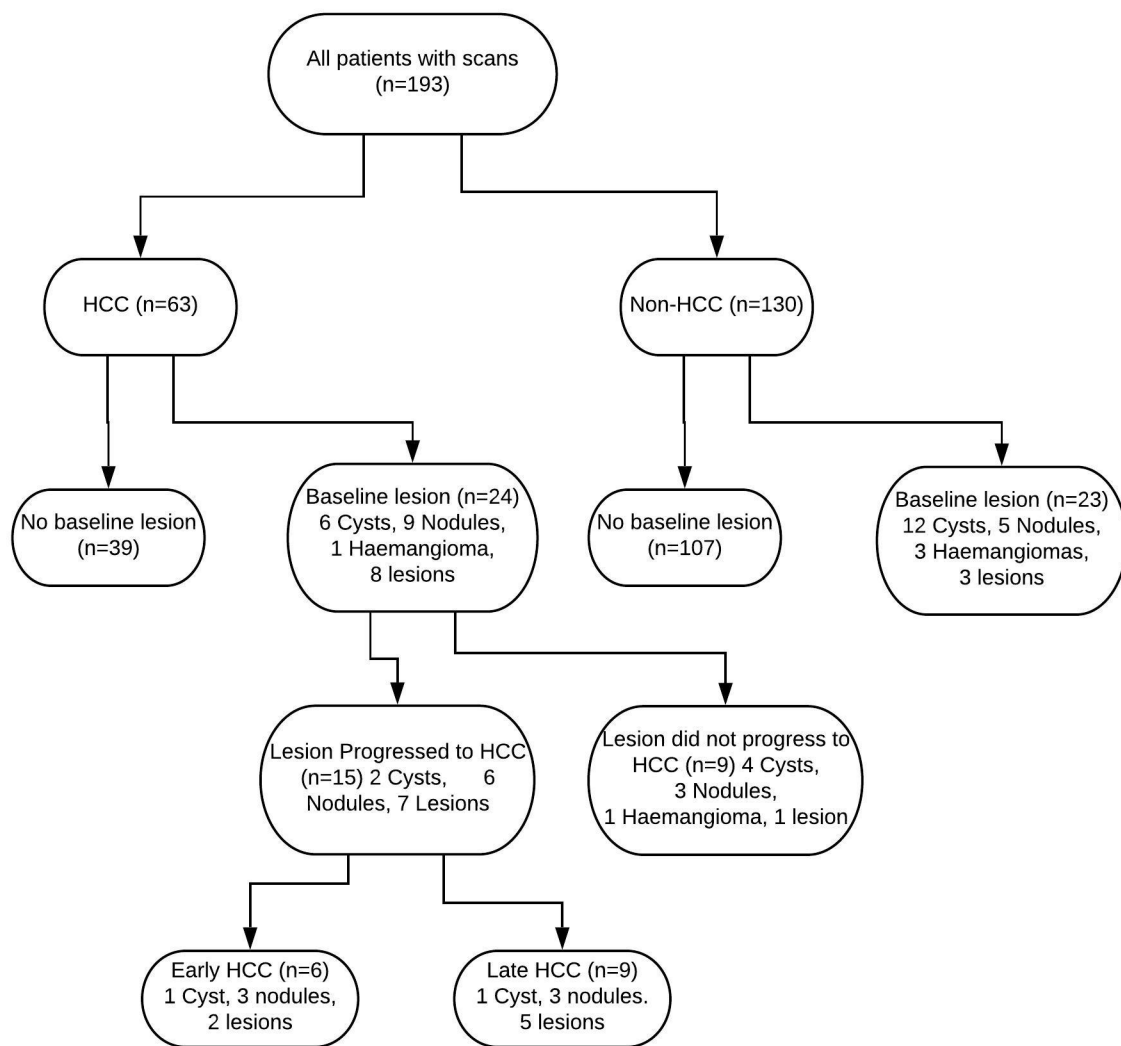 All patients with scans
(n=193)
HCC (n=63)
Non-HCC (n=130)
No baseline lesion
(n=39)
Baseline lesion (n=24)
6 Cysts, 9 Nodules,
1 Haemangioma,
8 lesions
No baseline lesion
(n=107)
Baseline lesion (n=23)
12 Cysts, 5 Nodules,
3 Haemangiomas,
3 lesions
Lesion Progressed to HCC
(n=15) 2 Cysts, 6
Nodules, 7 Lesions
Lesion did not progress to
HCC (n=9) 4 Cysts,
3 Nodules,
1 Haemangioma, 1 lesion
Early HCC (n=6)
1 Cyst, 3 nodules,
2 lesions
Late HCC (n=9)
1 Cyst, 3 nodules.
5 lesions